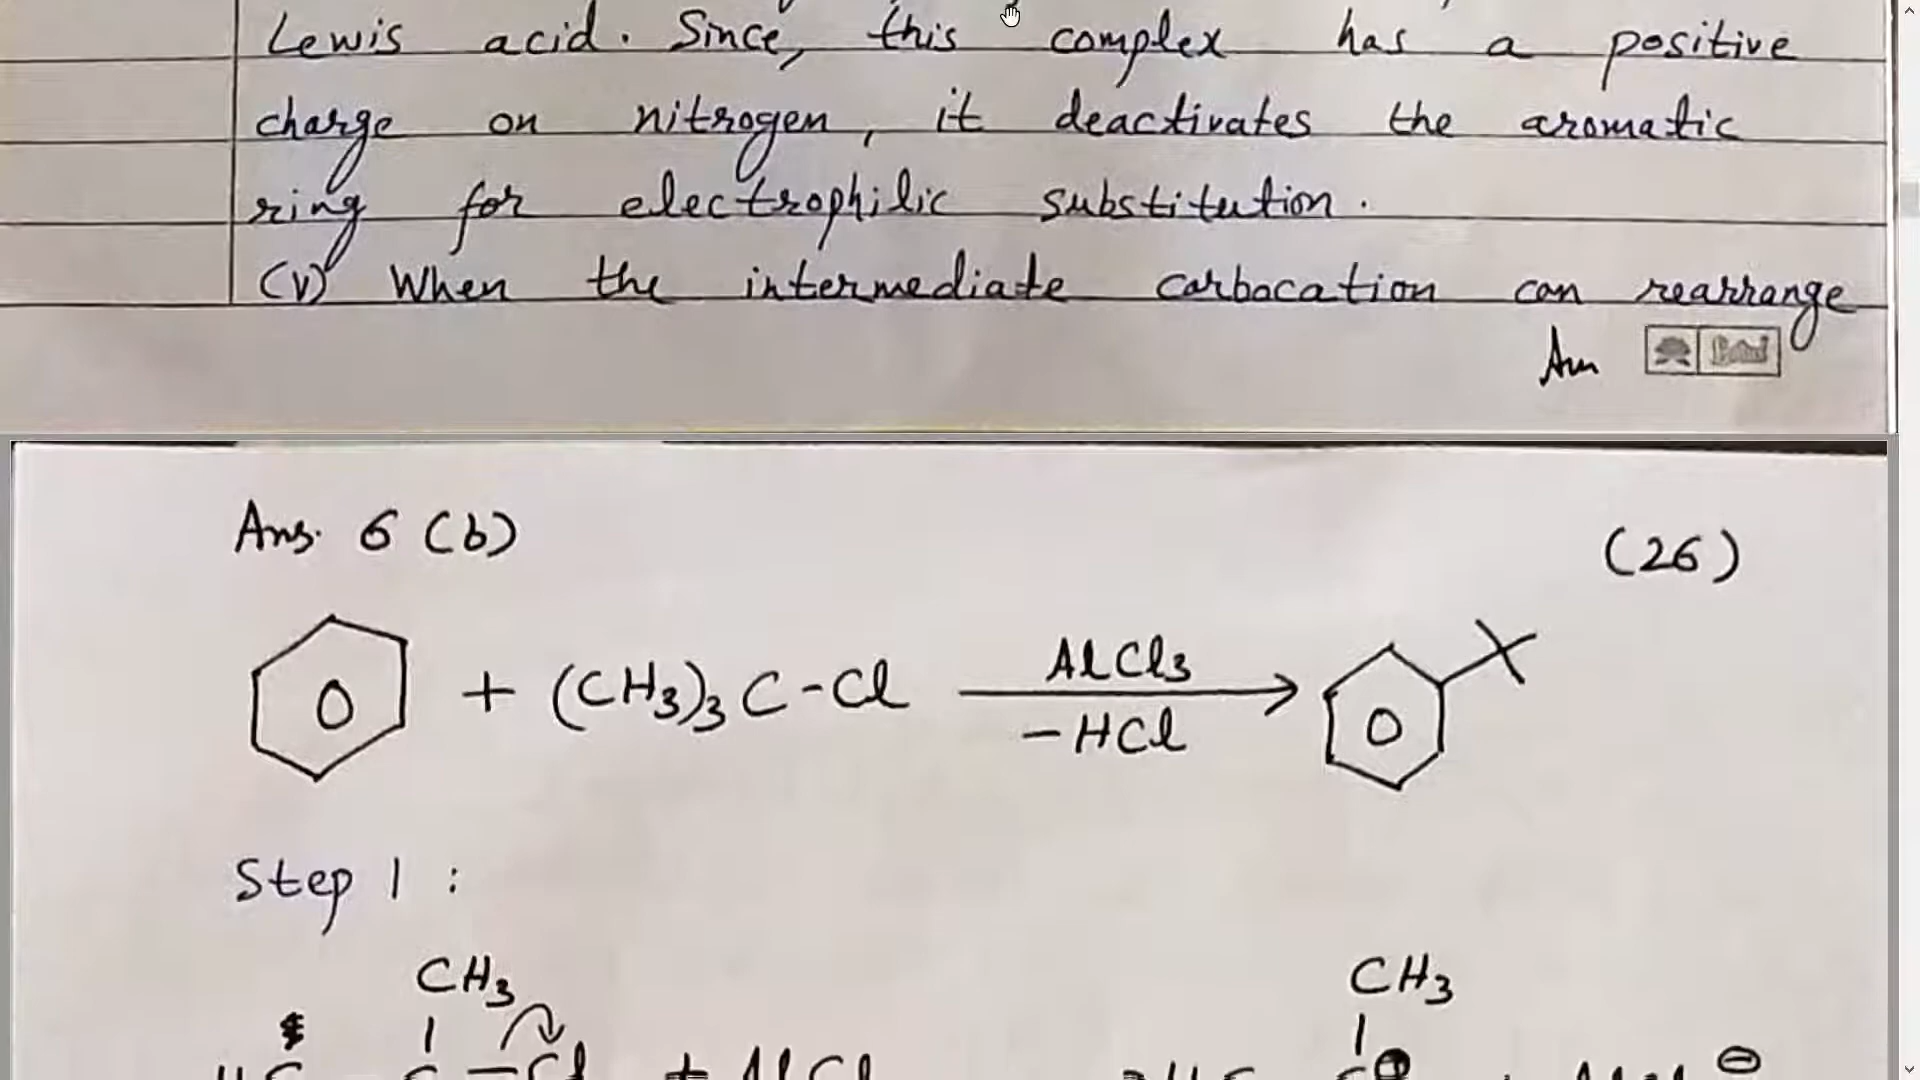 Lewis acid. Since, this complex has a positive
charge on nitrogen, it deactivates the aromatic
ring for electrophilic substitution.
(v) When the intermediate carbocation can rearrange
Ans. 6 (b)
(26)
+ (CH3)3 C-Cl AlCl3
-HCl
Step 1 :
CH3 CH3